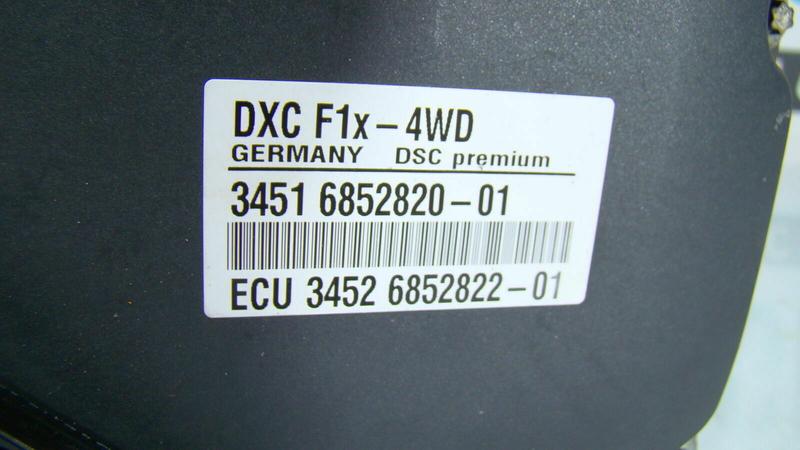 DXC F1x – 4WD
GERMANY DSC premium
3451 6852820 – 01
ECU 3452 6852822 – 01